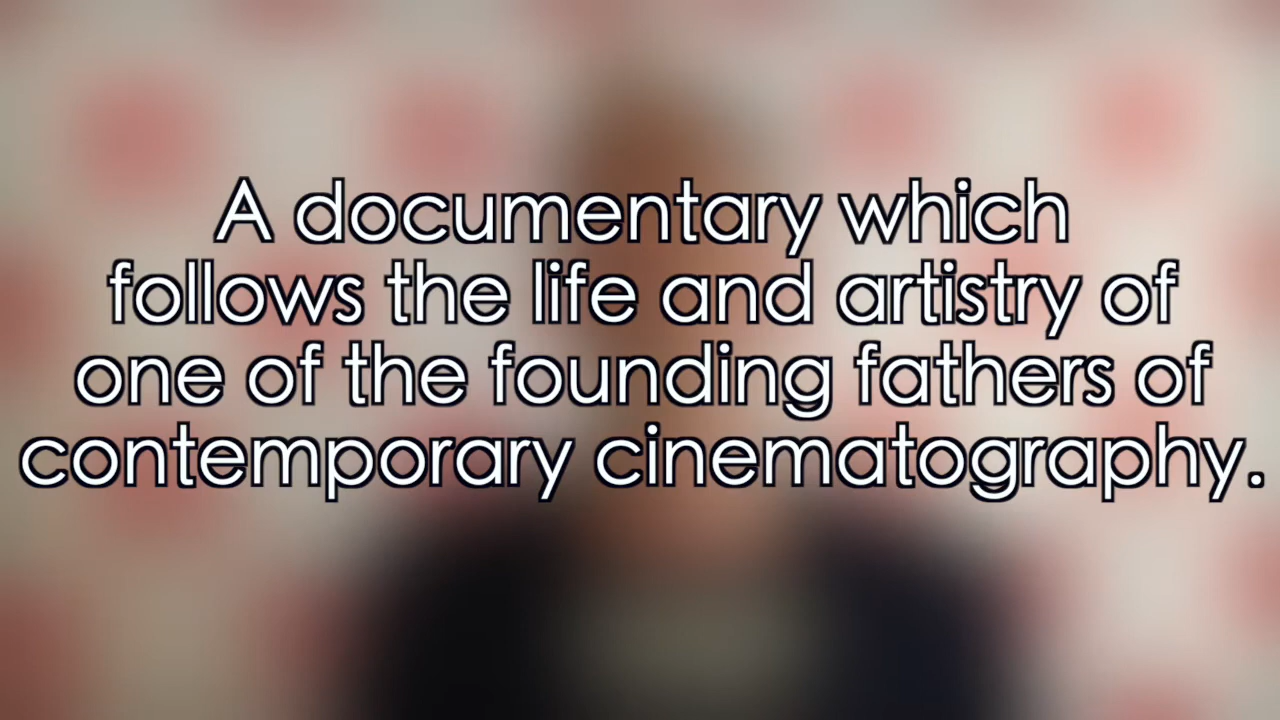 A documentary which
follows the life and artistry of
one of the founding fathers of
contemporary cinematography.